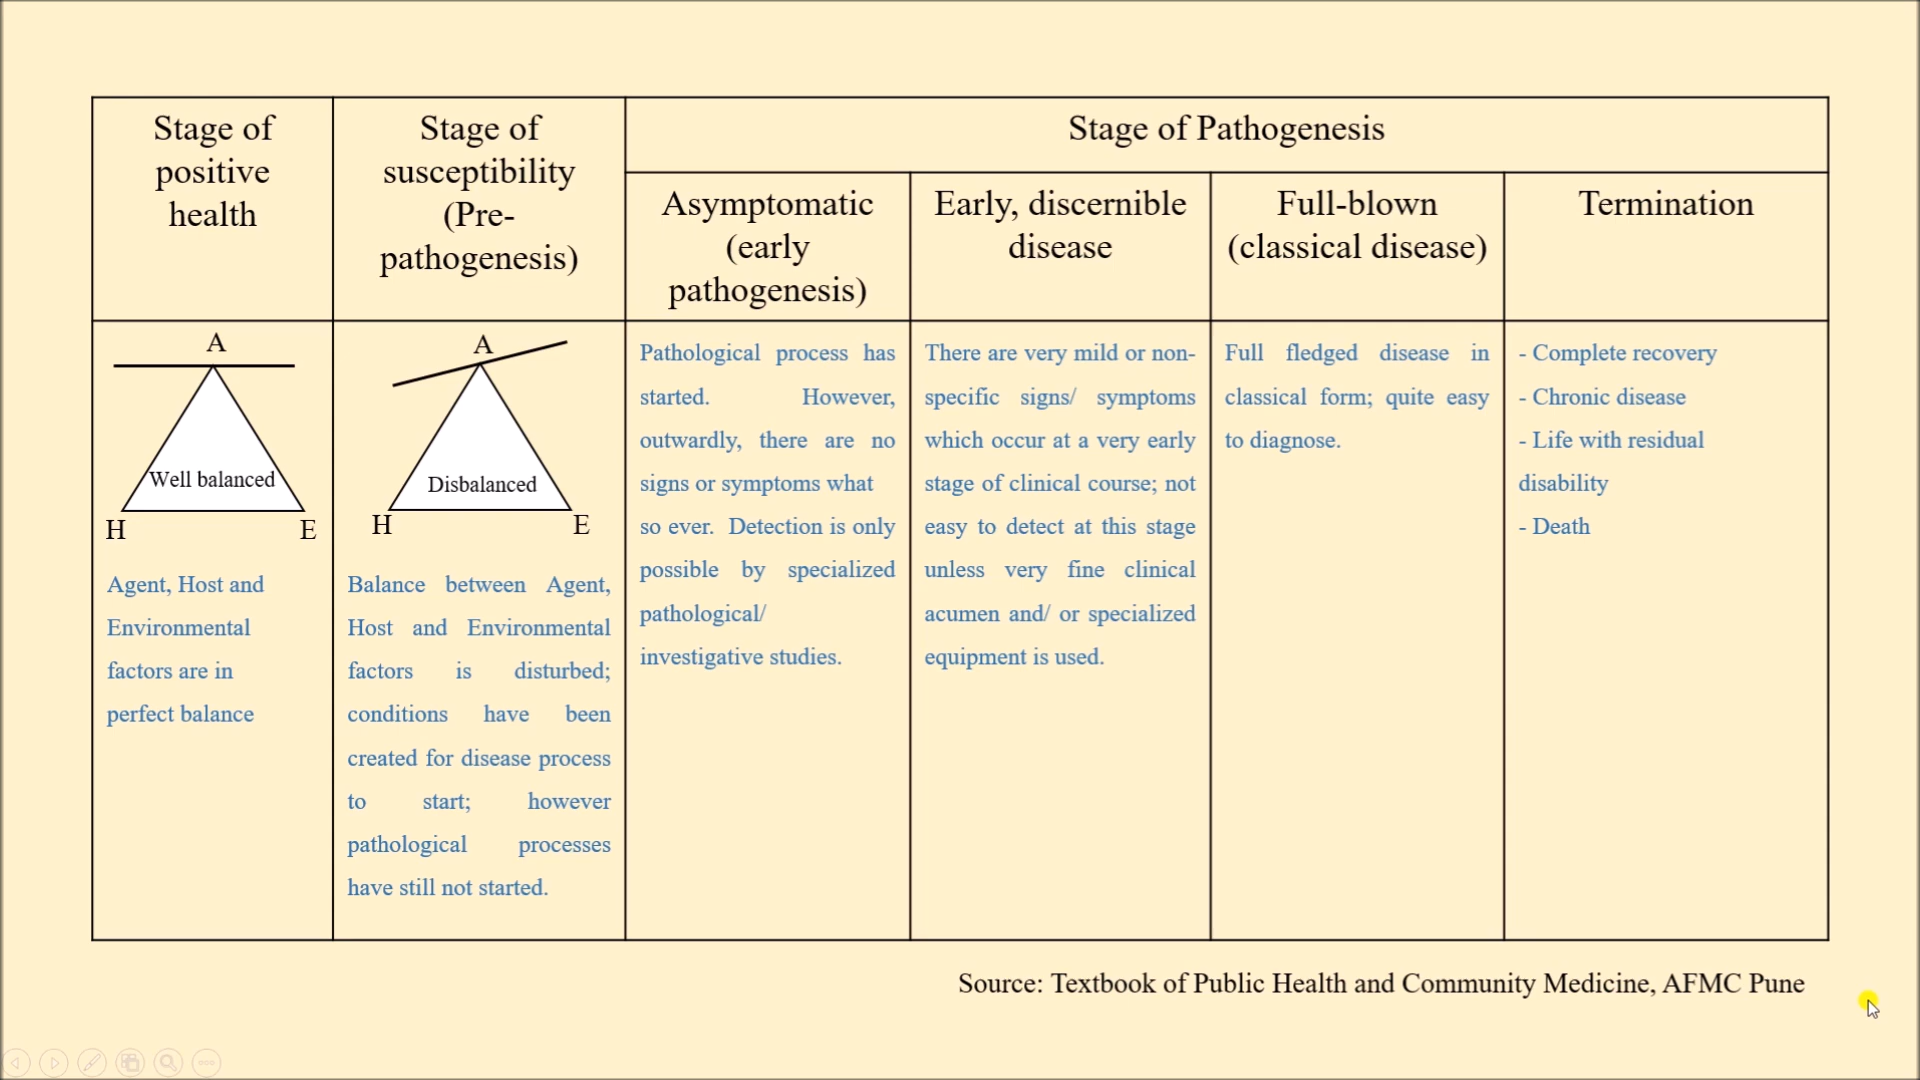 Stage of
positive
health
Stage of
susceptibility
(Pre-
pathogenesis)
Stage of Pathogenesis
Asymptomatic
(early
pathogenesis)
Early, discernible
disease
Full-blown
(classical disease)
Termination
A
Well balanced
H E
Agent, Host and
Environmental
factors are in
perfect balance
A
Disbalanced
H E
Balance between Agent,
Host and Environmental
factors is disturbed;
conditions have been
created for disease process
to start; however
pathological processes
have still not started.
Pathological process has
started. However,
outwardly, there are no
signs or symptoms what
so ever. Detection is only
possible by specialized
pathological/
investigative studies.
There are very mild or non-
specific signs/ symptoms
which occur at a very early
stage of clinical course; not
easy to detect at this stage
unless very fine clinical
acumen and/ or specialized
equipment is used.
Full fledged disease in
classical form; quite easy
to diagnose.
- Complete recovery
- Chronic disease
- Life with residual
disability
- Death
Source: Textbook of Public Health and Community Medicine, AFMC Pune